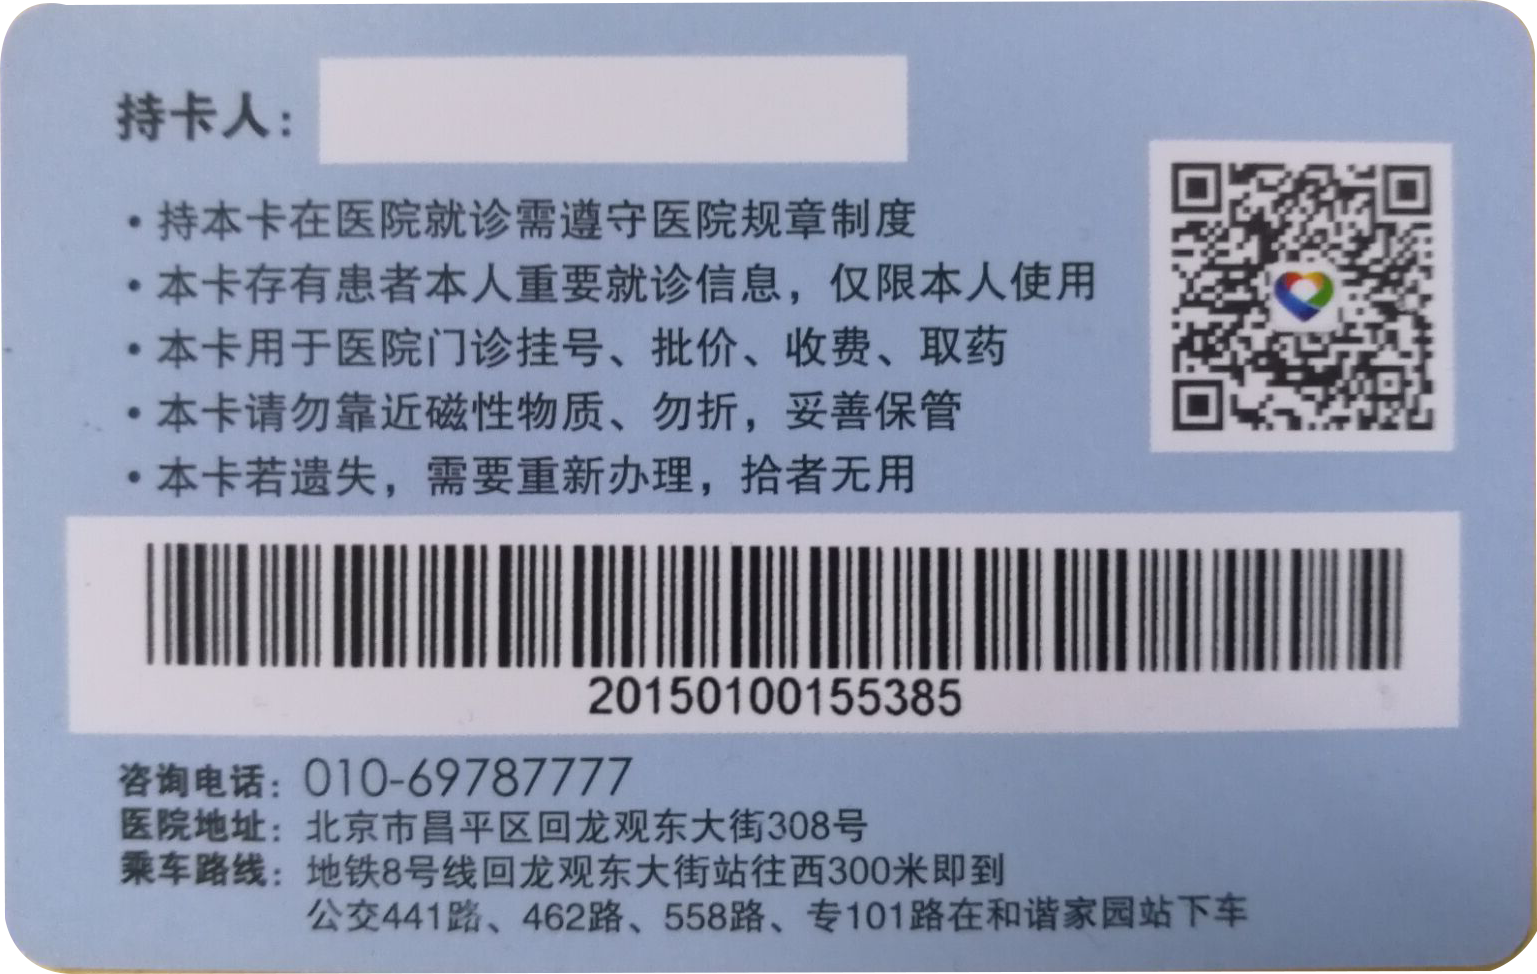 持卡人：
·持本卡在医院就诊需遵守医院规章制度
·本卡存有患者本人重要就诊信息，仅限本人使用
·本卡用于医院门诊挂号、批价、收费、取药
·本卡请勿靠近磁性物质、勿折，妥善保管
·本卡若遗失，需要重新办理，拾者无用
20150100155385
咨询电话：010-69787777
医院地址：北京市昌平区回龙观东大街308号
乘车路线：地铁8号线回龙观东大街站往西300米即到
公交441路、462路、558路、专101路在和谐家园站下车